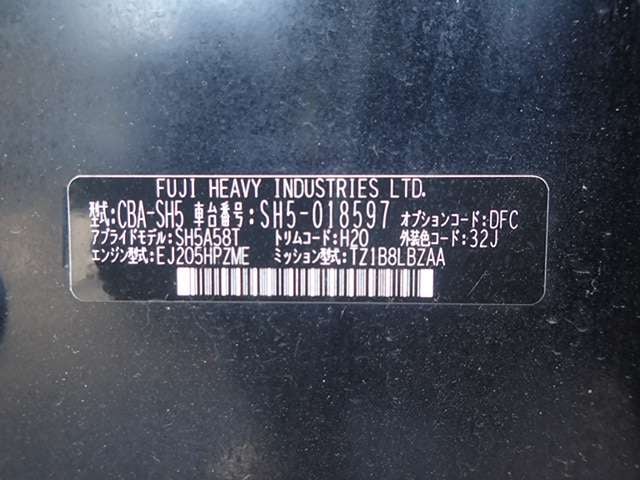 FUJI HEAVY INDUSTRIES LTD.
型式:CBA-SH5 車台番号:SH5-018597 オプションコード:DFC
アプライドモデル:SH5A58T トリムコード:H20 外装色コード:32J
エンジン型式:EJ205HPZME ミッション型式:TZ1B8LBZAA